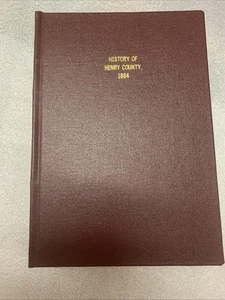 HISTORY OF
HENRY COUNTY,
1884